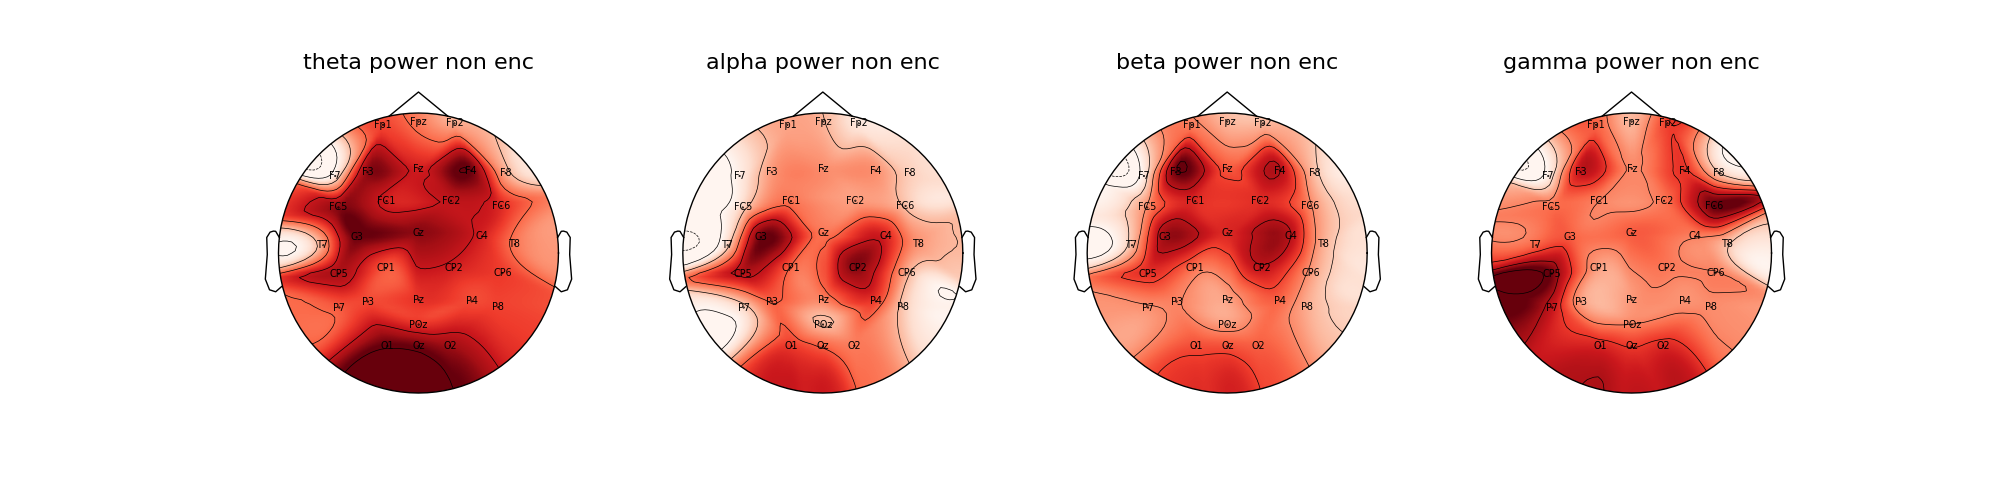 theta power non enc
alpha power non enc
beta power non enc
gamma power non enc
Fp1 Fpz Fp2
F7 F3 Fz F4 F8
FC5 FC1 FC2 FC6
T7 C3 Cz C4 T8
CP5 CP1 CP2 CP6
P7 P3 Pz P4 P8
POz
O1 Oz O2
Fp1 Fpz Fp2
F7 F3 Fz F4 F8
FC5 FC1 FC2 FC6
T7 C3 Cz C4 T8
CP5 CP1 CP2 CP6
P7 P3 Pz P4 P8
POz
O1 Oz O2
Fp1 Fpz Fp2
F7 F3 Fz F4 F8
FC5 FC1 FC2 FC6
T7 C3 Cz C4 T8
CP5 CP1 CP2 CP6
P7 P3 Pz P4 P8
POz
O1 Oz O2
Fp1 Fpz Fp2
F7 F3 Fz F4 F8
FC5 FC1 FC2 FC6
T7 C3 Cz C4 T8
CP5 CP1 CP2 CP6
P7 P3 Pz P4 P8
POz
O1 Oz O2